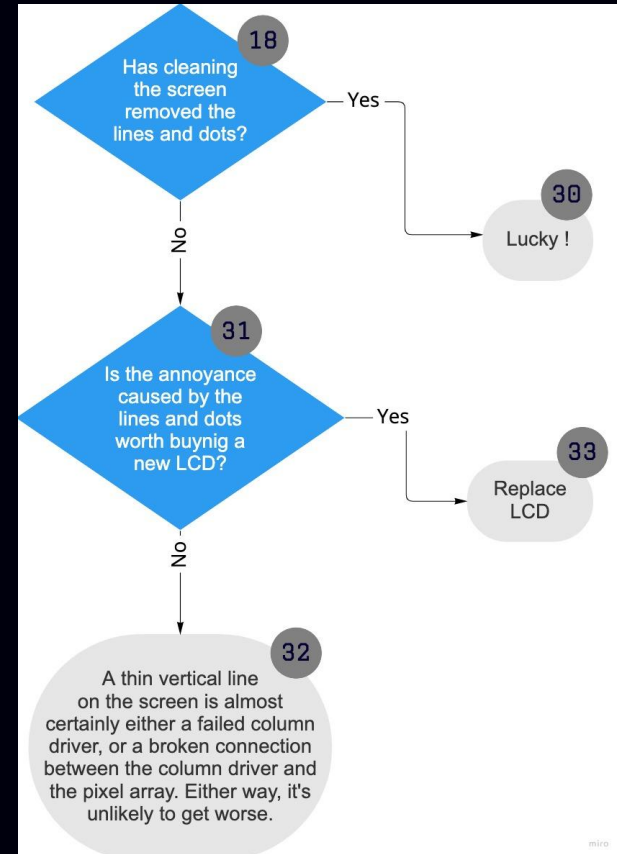 18
Has cleaning
the screen
removed the
lines and dots?
Yes
30
Lucky !
No
31
Is the annoyance
caused by the
lines and dots
worth buynig a
new LCD?
Yes
33
Replace
LCD
No
32
A thin vertical line
on the screen is almost
certainly either a failed column
driver, or a broken connection
between the column driver and
the pixel array. Either way, it's
unlikely to get worse.
miro